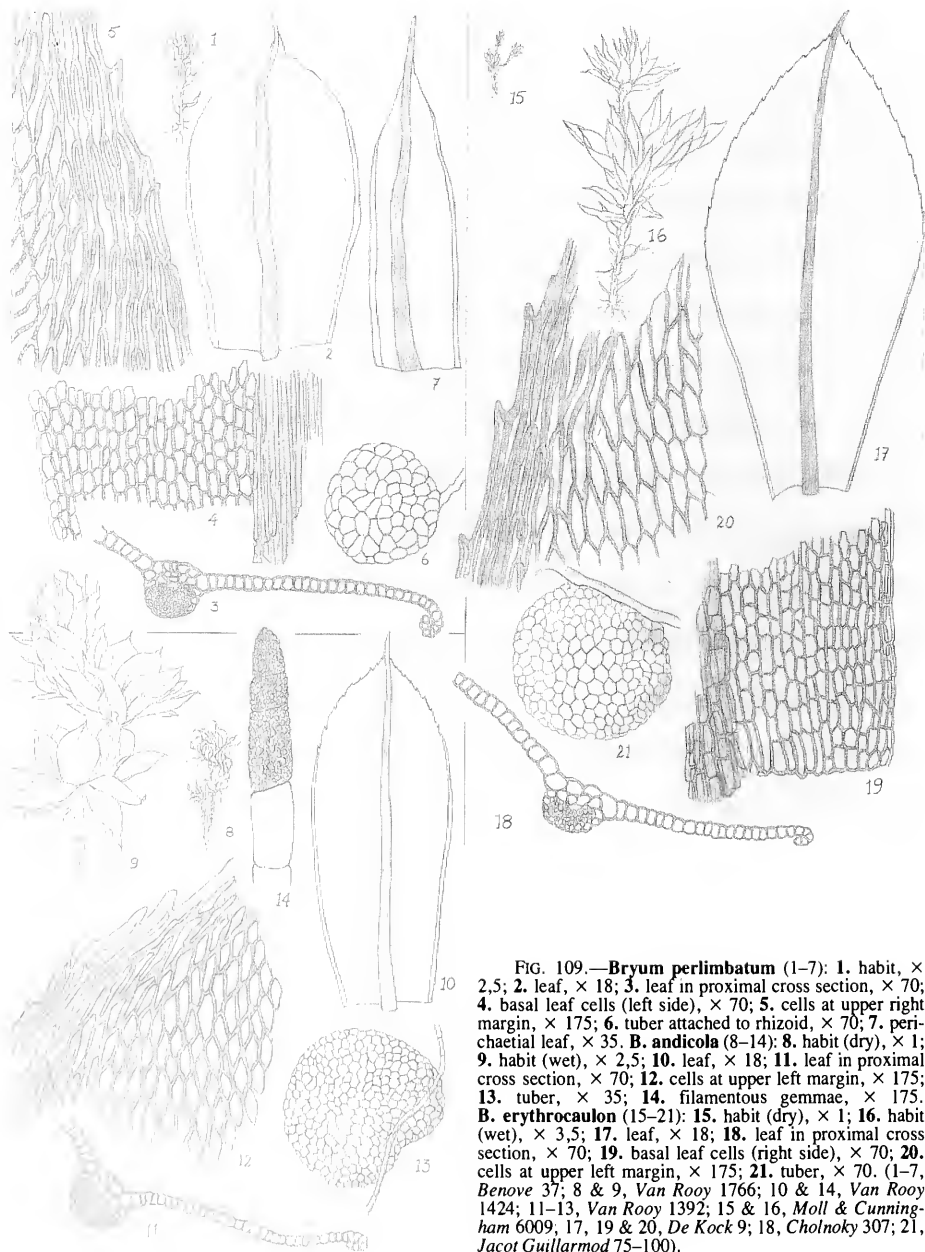 5
1
2
7
4
6
3
15
16
17
20
21
19
18
9
8
14
10
12
13
11
FIG. 109.—Bryum perlimbatum (1–7): 1. habit, ×
2,5; 2. leaf, × 18; 3. leaf in proximal cross section, × 70;
4. basal leaf cells (left side), × 70; 5. cells at upper right
margin, × 175; 6. tuber attached to rhizoid, × 70; 7. peri-
chaetial leaf, × 35. B. andicola (8–14): 8. habit (dry), × 1;
9. habit (wet), × 2,5; 10. leaf, × 18; 11. leaf in proximal
cross section, × 70; 12. cells at upper left margin, × 175;
13. tuber, × 35; 14. filamentous gemmae, × 175.
B. erythrocaulon (15–21): 15. habit (dry), × 1; 16. habit
(wet), × 3,5; 17. leaf, × 18; 18. leaf in proximal cross
section, × 70; 19. basal leaf cells (right side), × 70; 20.
cells at upper left margin, × 175; 21. tuber, × 70. (1–7,
Benove 37; 8 & 9, Van Rooy 1766; 10 & 14, Van Rooy
1424; 11–13, Van Rooy 1392; 15 & 16, Moll & Cunning-
ham 6009; 17, 19 & 20, De Kock 9; 18, Cholnoky 307; 21,
Jacot Guillarmod 75–100).